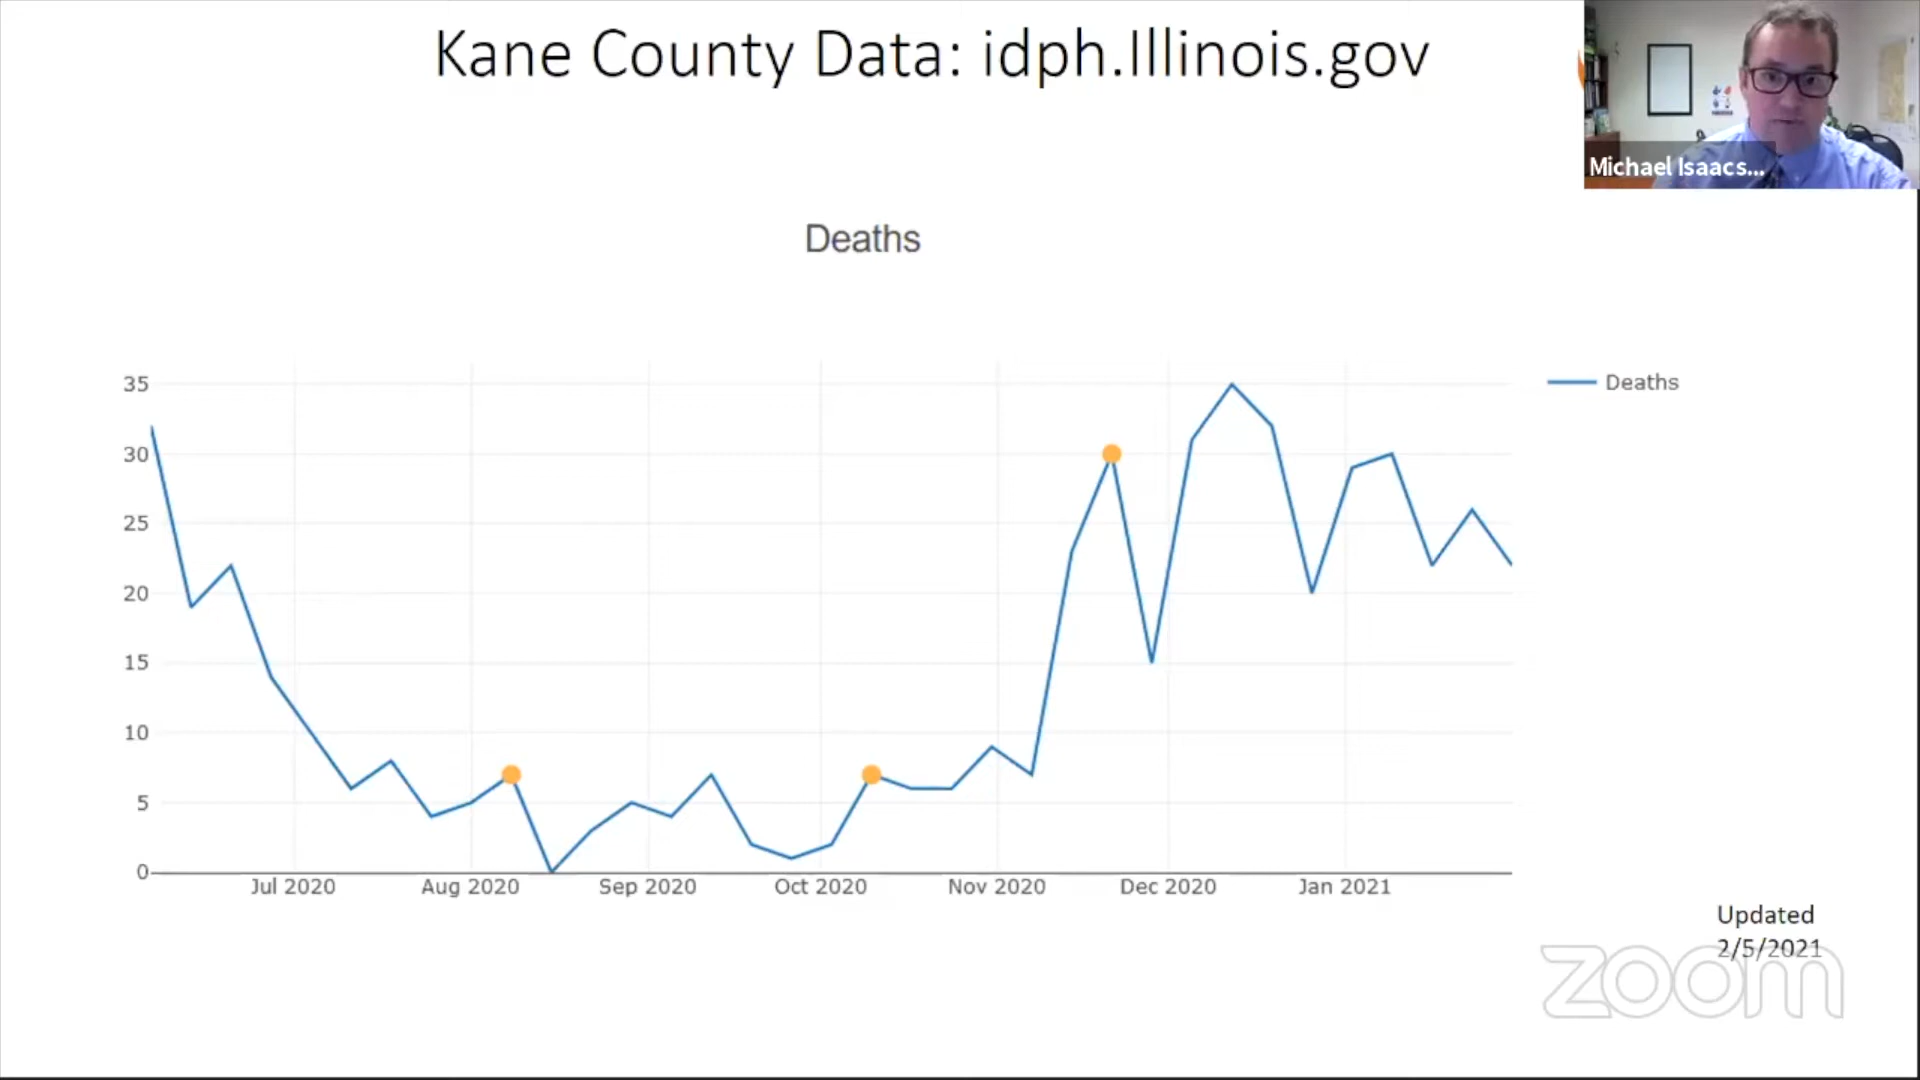 Kane County Data: idph.Illinois.gov
Michael Isaacs...
Deaths
35
30
25
20
15
10
5
0
Deaths
Jul 2020
Aug 2020
Sep 2020
Oct 2020
Nov 2020
Dec 2020
Jan 2021
Updated
2/5/2021
zoom